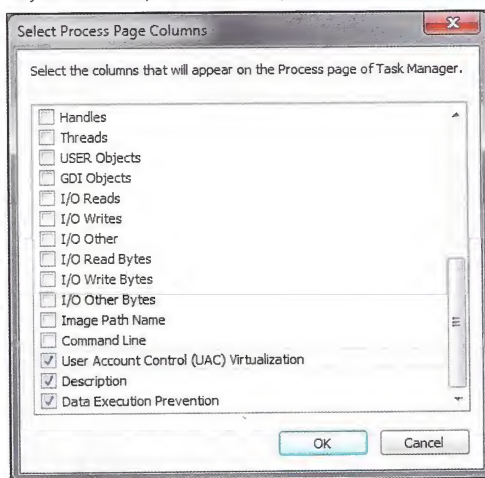 Select Process Page Columns
Select the columns that will appear on the Process page of Task Manager.
Handles
Threads
USER Objects
GDI Objects
I/O Reads
I/O Writes
I/O Other
I/O Read Bytes
I/O Write Bytes
I/O Other Bytes
Image Path Name
Command Line
User Account Control (UAC) Virtualization
Description
Data Execution Prevention
OK
Cancel